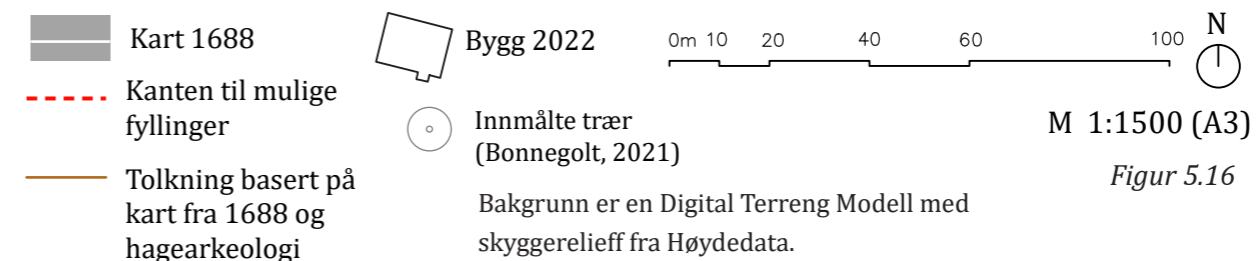 Kart 1688
Kanten til mulige
fyllinger
Tolkning basert på
kart fra 1688 og
hagearkeologi
Bygg 2022
Innmålte trær
(Bonnegolt, 2021)
Bakgrunn er en Digital Terreng Modell med
skyggerelieff fra Høydedata.
0m 10 20 40 60 100
N
M 1:1500 (A3)
Figur 5.16